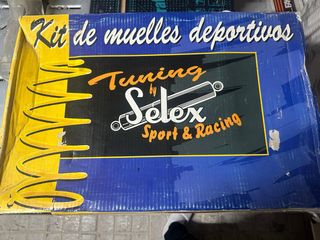 Kit de muelles deportivos
Tuning
by
Selex
Sport & Racing